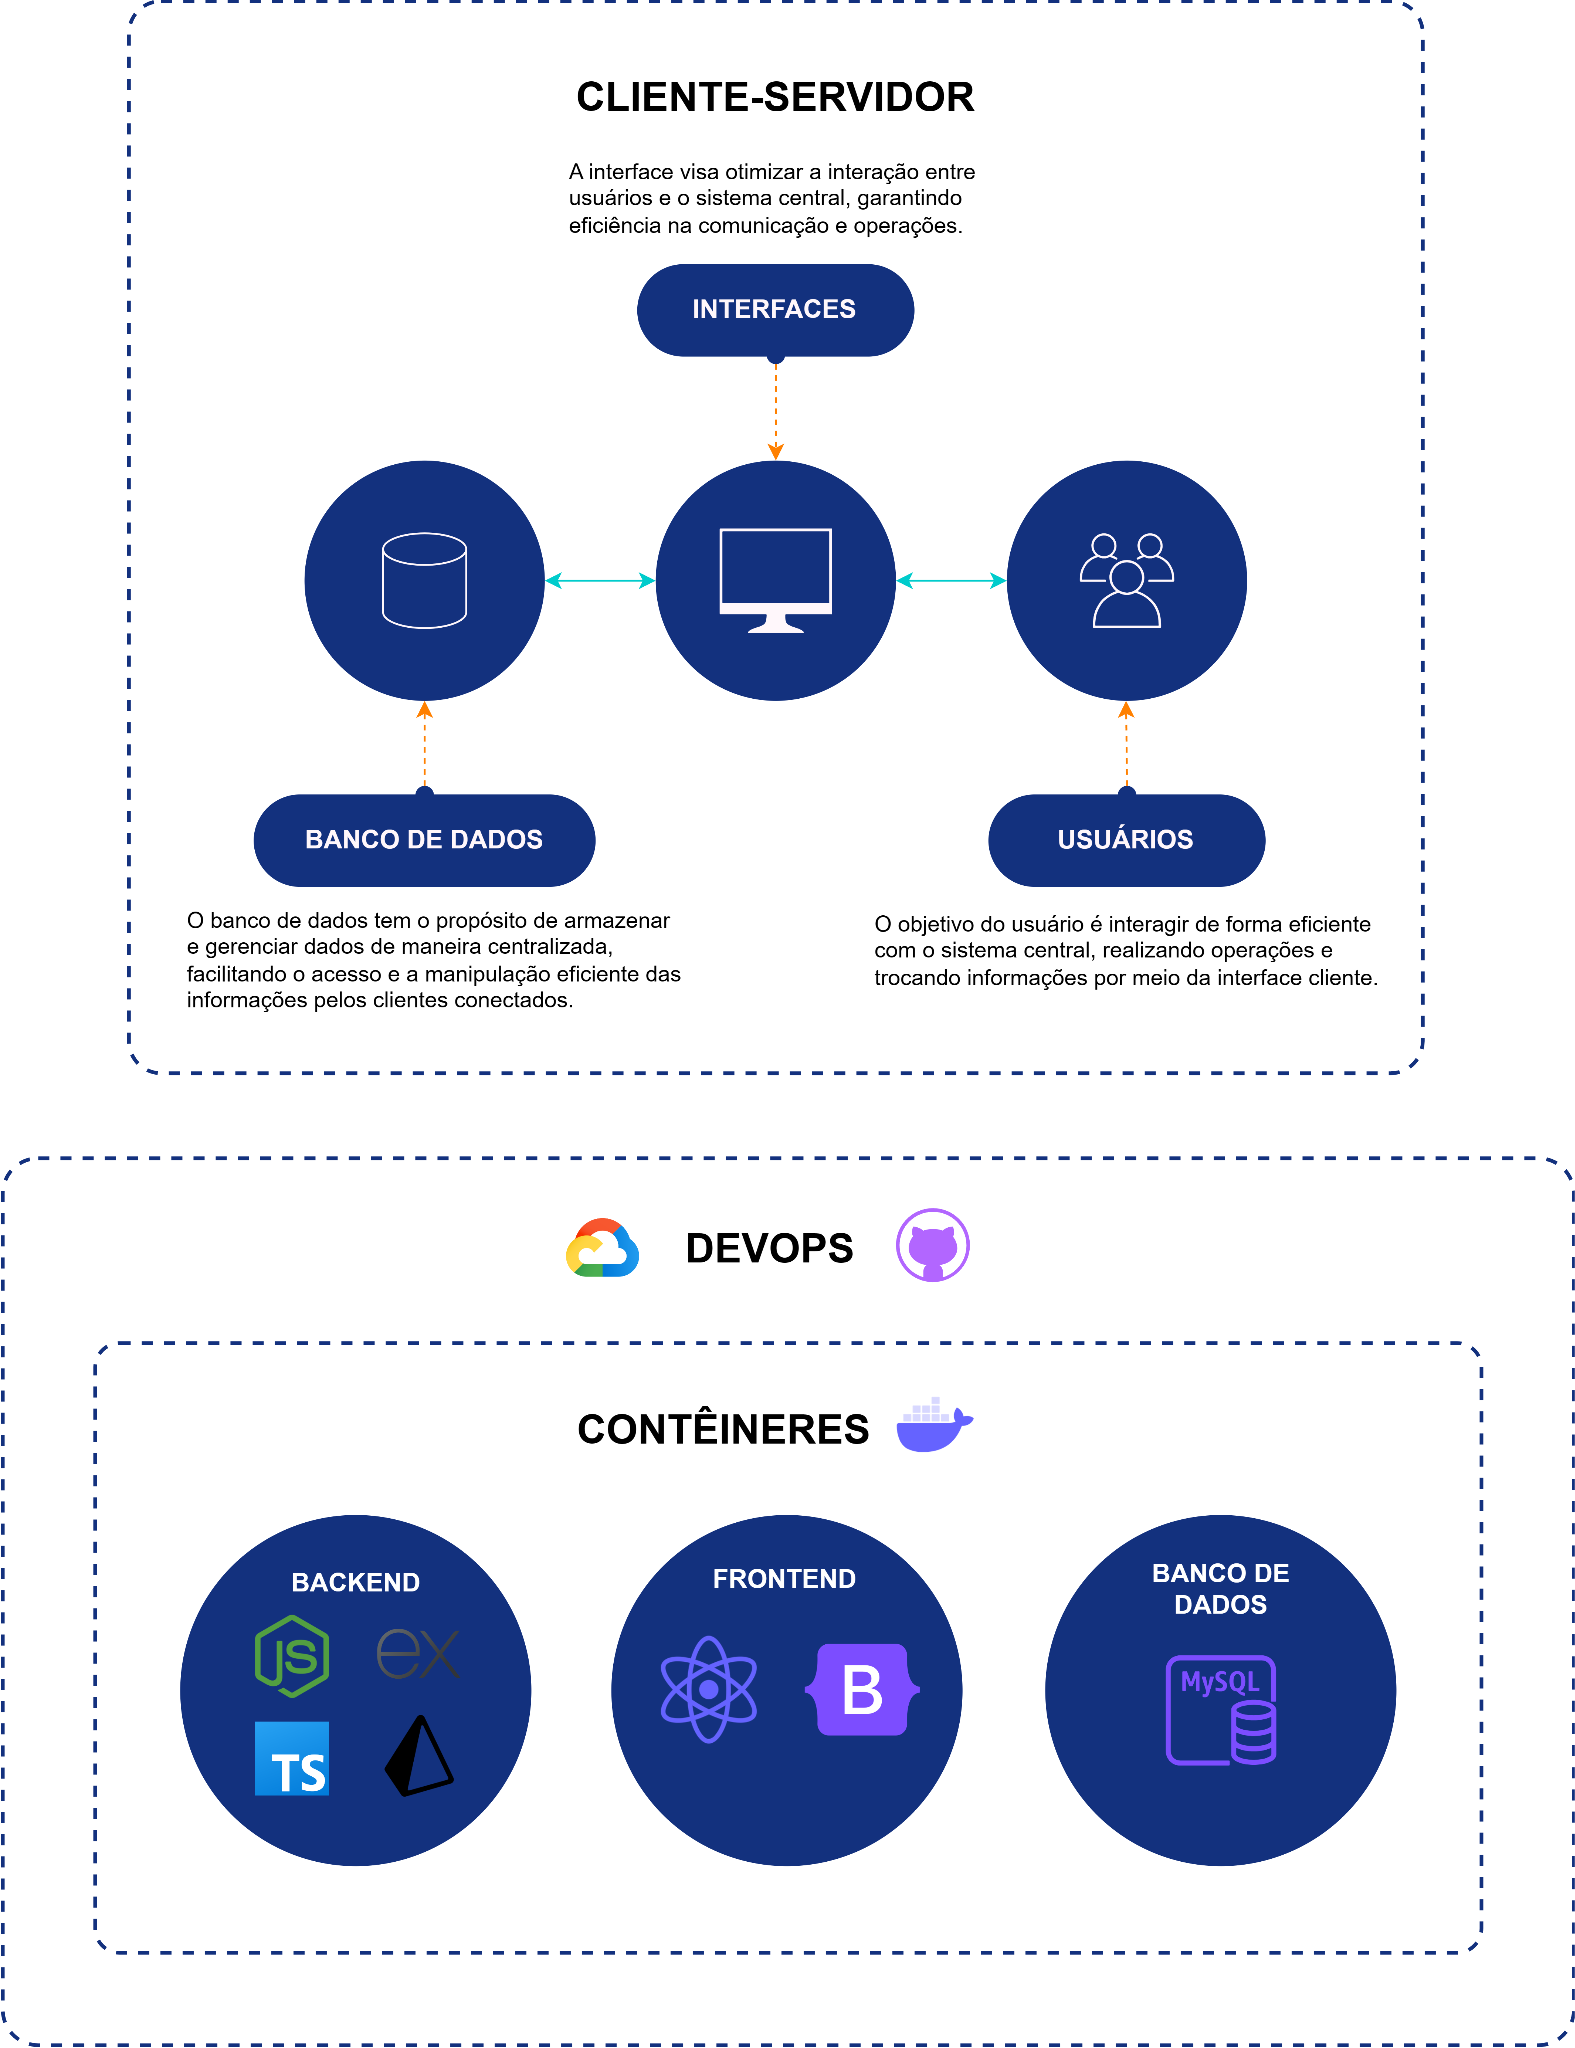 CLIENTE-SERVIDOR
A interface visa otimizar a interação entre
usuários e o sistema central, garantindo
eficiência na comunicação e operações.
INTERFACES
BANCO DE DADOS
USUÁRIOS
O banco de dados tem o propósito de armazenar
e gerenciar dados de maneira centralizada,
facilitando o acesso e a manipulação eficiente das
informações pelos clientes conectados.
O objetivo do usuário é interagir de forma eficiente
com o sistema central, realizando operações e
trocando informações por meio da interface cliente.
DEVOPS
CONTÊINERES
BACKEND
JS
ex
TS
FRONTEND
B
BANCO DE
DADOS
MySQL